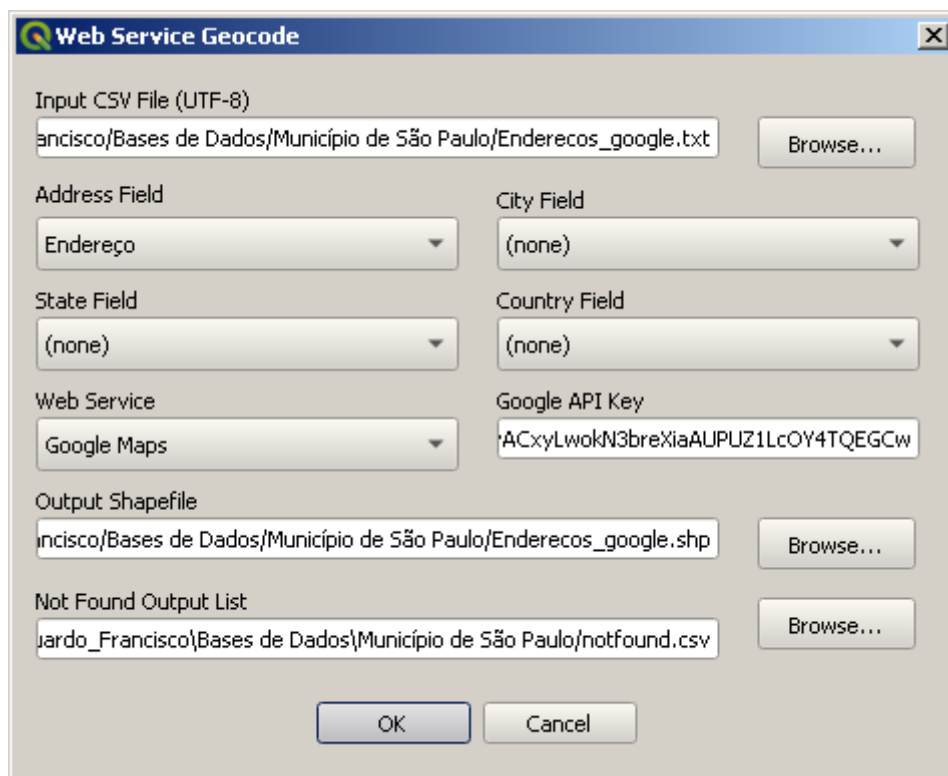 Web Service Geocode
Input CSV File (UTF-8)
ancisco/Bases de Dados/Município de São Paulo/Enderecos_google.txt
Browse...
Address Field
City Field
Endereço
(none)
State Field
Country Field
(none)
(none)
Web Service
Google API Key
Google Maps
ACxyLwokN3breXiaAUPUZ1LcOY4TQEGCw
Output Shapefile
ncisco/Bases de Dados/Município de São Paulo/Enderecos_google.shp
Browse...
Not Found Output List
uardo_Francisco\Bases de Dados\Município de São Paulo/notfound.csv
Browse...
OK
Cancel